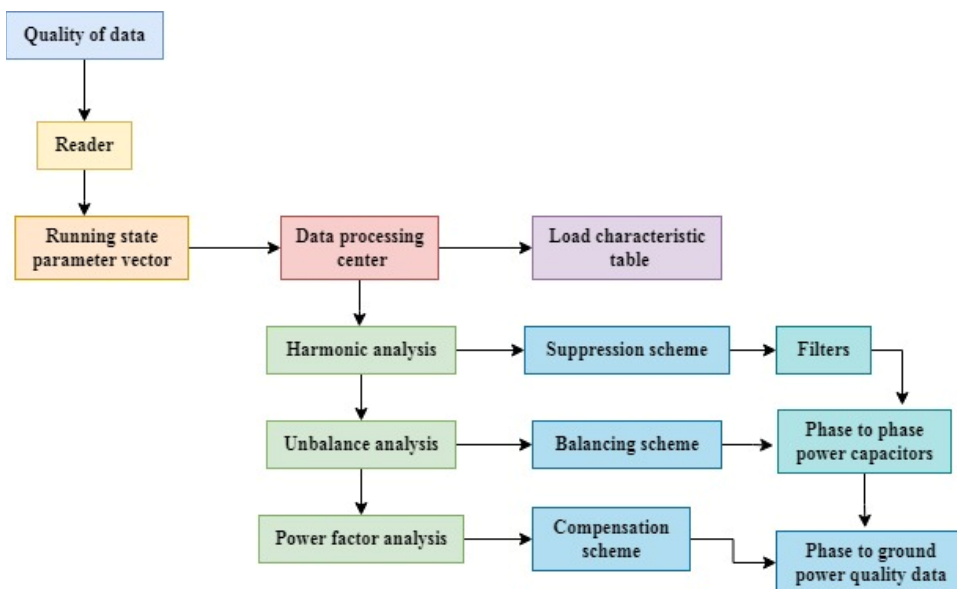 Quality of data
Reader
Running state
parameter vector
Data processing
center
Load characteristic
table
Harmonic analysis
Suppression scheme
Filters
Unbalance analysis
Balancing scheme
Phase to phase
power capacitors
Power factor analysis
Compensation
scheme
Phase to ground
power quality data